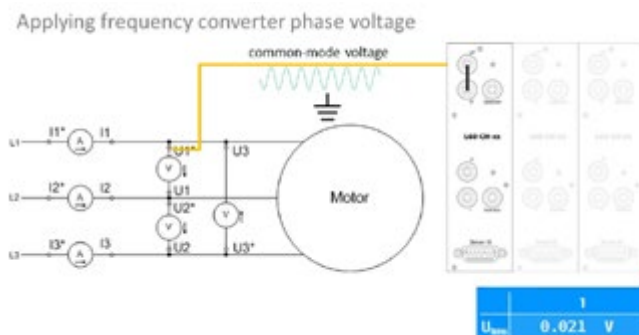 Applying frequency converter phase voltage
common-mode voltage
L1 I1* A I1 U1* U3
V
L2 I2* A I2 U1 Motor
U2* V
V
L3 I3* A I3 U2 U3*
1
0.021 V